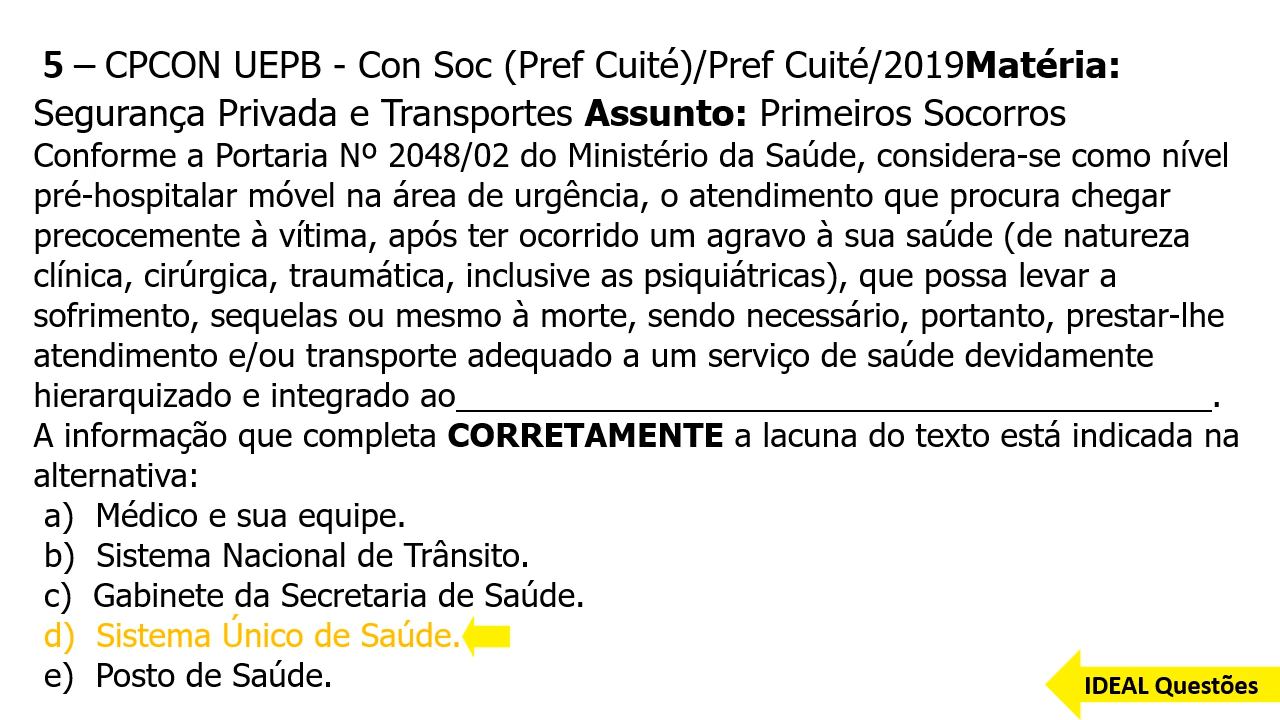 5 – CPCON UEPB - Con Soc (Pref Cuité)/Pref Cuité/2019Matéria:
Segurança Privada e Transportes Assunto: Primeiros Socorros
Conforme a Portaria Nº 2048/02 do Ministério da Saúde, considera-se como nível
pré-hospitalar móvel na área de urgência, o atendimento que procura chegar
precocemente à vítima, após ter ocorrido um agravo à sua saúde (de natureza
clínica, cirúrgica, traumática, inclusive as psiquiátricas), que possa levar a
sofrimento, sequelas ou mesmo à morte, sendo necessário, portanto, prestar-lhe
atendimento e/ou transporte adequado a um serviço de saúde devidamente
hierarquizado e integrado ao__________________________________________.
A informação que completa CORRETAMENTE a lacuna do texto está indicada na
alternativa:
a) Médico e sua equipe.
b) Sistema Nacional de Trânsito.
c) Gabinete da Secretaria de Saúde.
d) Sistema Único de Saúde.
e) Posto de Saúde.
IDEAL Questões